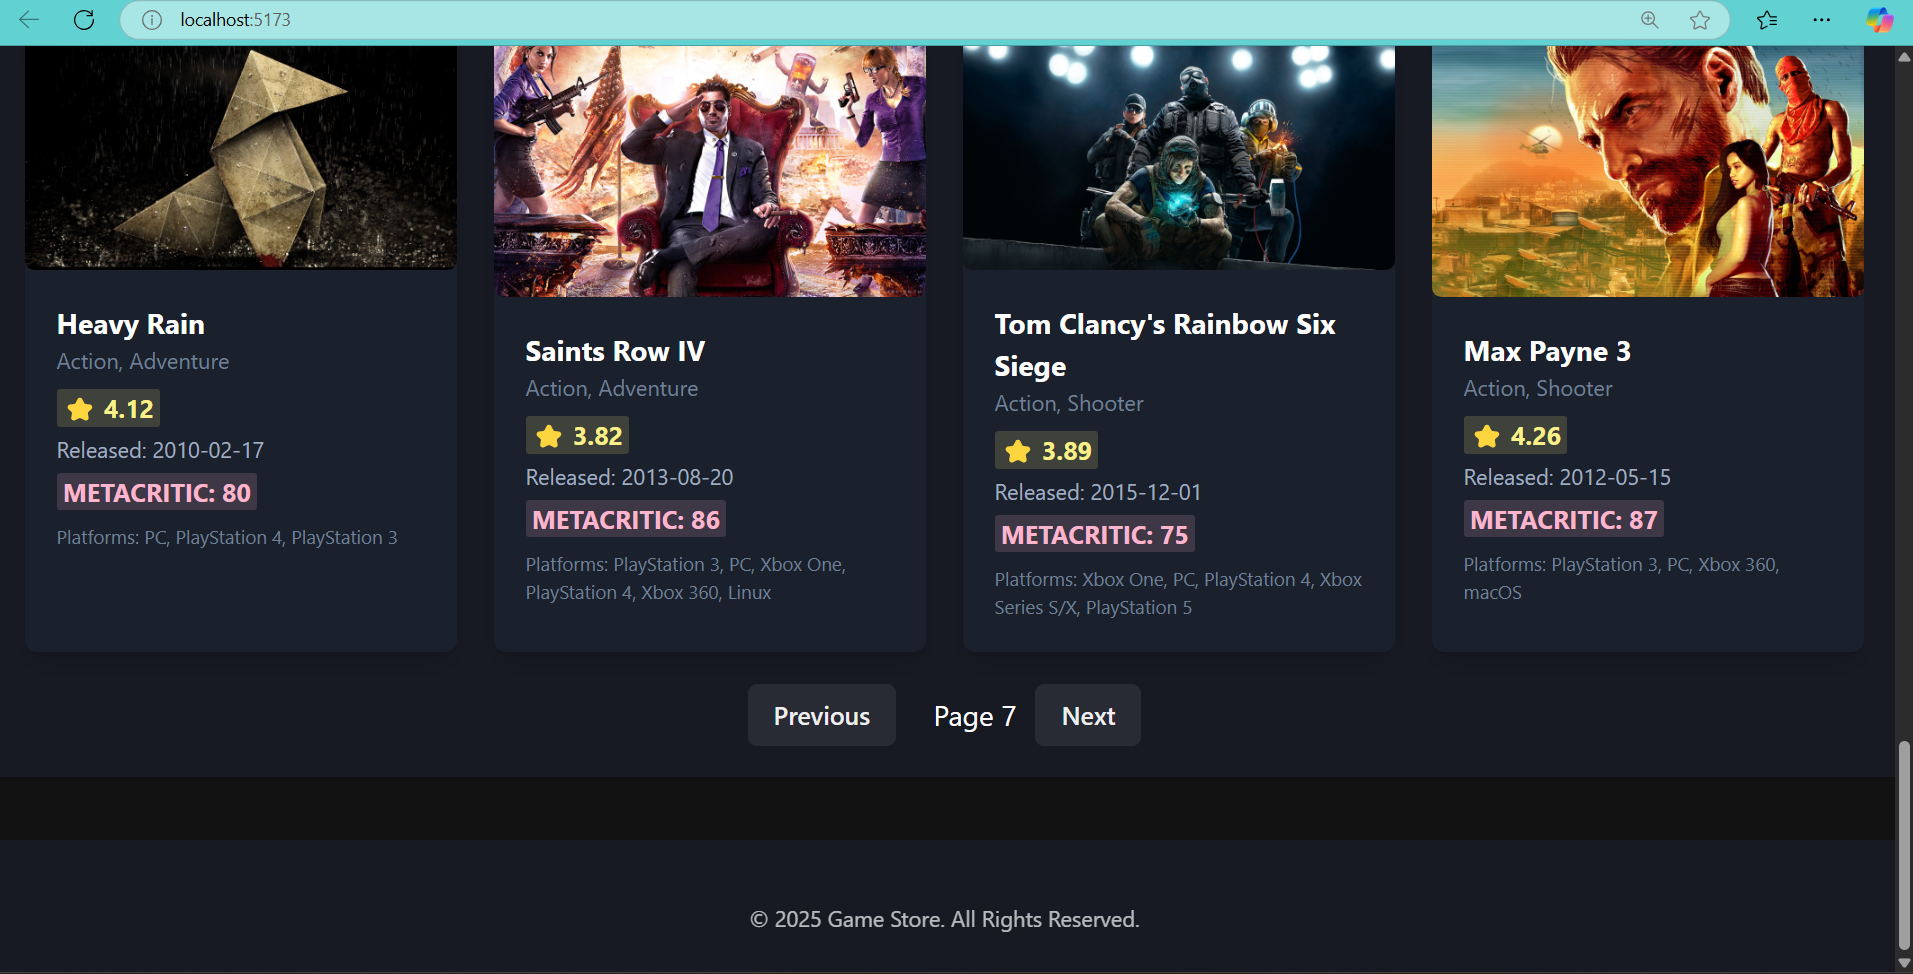 localhost:5173
Heavy Rain
Action, Adventure
4.12
Released: 2010-02-17
METACRITIC: 80
Platforms: PC, PlayStation 4, PlayStation 3
Saints Row IV
Action, Adventure
3.82
Released: 2013-08-20
METACRITIC: 86
Platforms: PlayStation 3, PC, Xbox One,
PlayStation 4, Xbox 360, Linux
Tom Clancy's Rainbow Six
Siege
Action, Shooter
3.89
Released: 2015-12-01
METACRITIC: 75
Platforms: Xbox One, PC, PlayStation 4, Xbox
Series S/X, PlayStation 5
Max Payne 3
Action, Shooter
4.26
Released: 2012-05-15
METACRITIC: 87
Platforms: PlayStation 3, PC, Xbox 360,
macOS
Previous
Page 7
Next
© 2025 Game Store. All Rights Reserved.